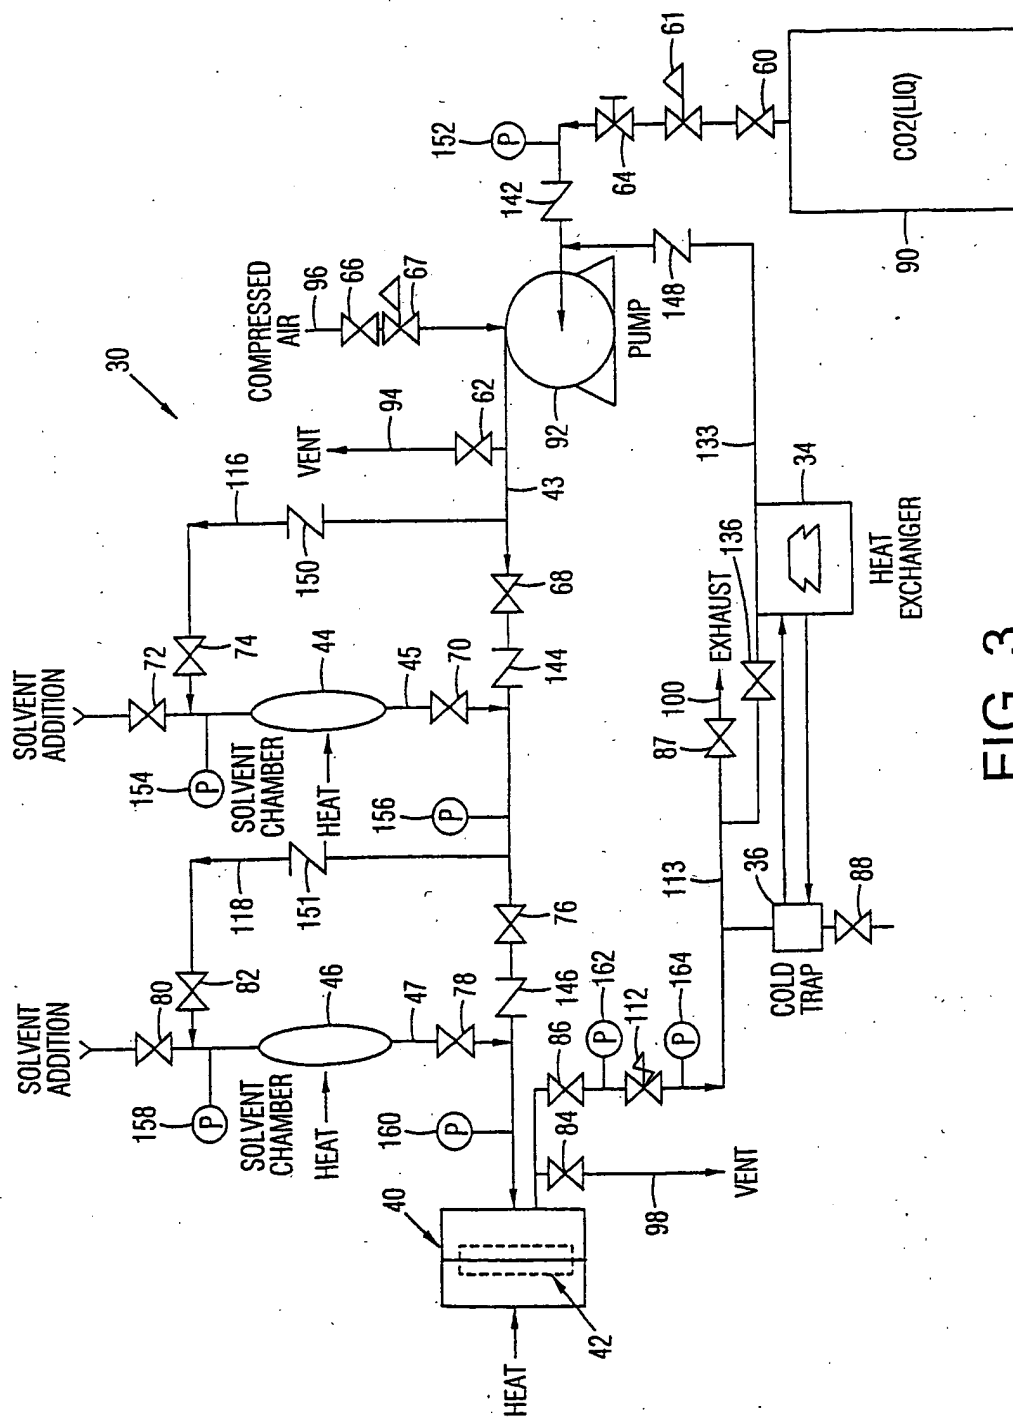 SOLVENT
ADDITION
SOLVENT
ADDITION
30
158
80
154
72
82
118
74
116
COMPRESSED
AIR
96
VENT
94
66
67
SOLVENT
CHAMBER
46
SOLVENT
CHAMBER
44
HEAT
HEAT
151
150
P
P
47
45
78
70
62
40
160
P
156
P
43
152
P
HEAT
76
68
142
146
144
92
42
84
86
162
P
112
164
P
PUMP
64
61
60
98
VENT
113
87
100
EXHAUST
136
133
148
COLD
TRAP
36
88
34
HEAT
EXCHANGER
90
CO2(LIQ)
FIG. 3